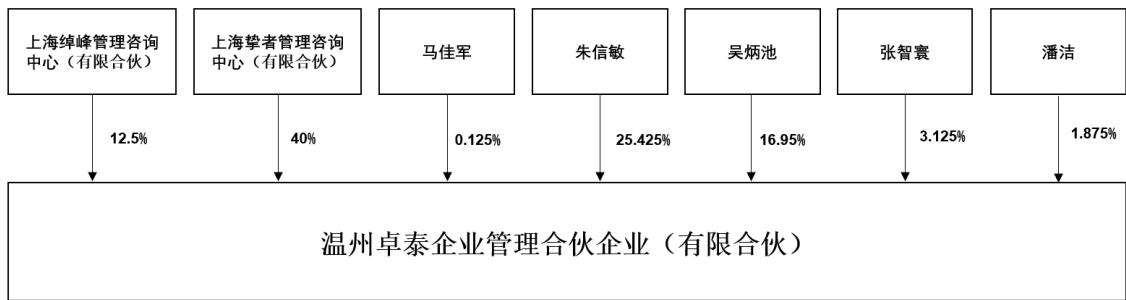 上海绰峰管理咨询
中心（有限合伙）
上海挚者管理咨询
中心（有限合伙）
马佳军
朱信敏
吴炳池
张智寰
潘洁
12.5%
40%
0.125%
25.425%
16.95%
3.125%
1.875%
温州卓泰企业管理合伙企业（有限合伙）